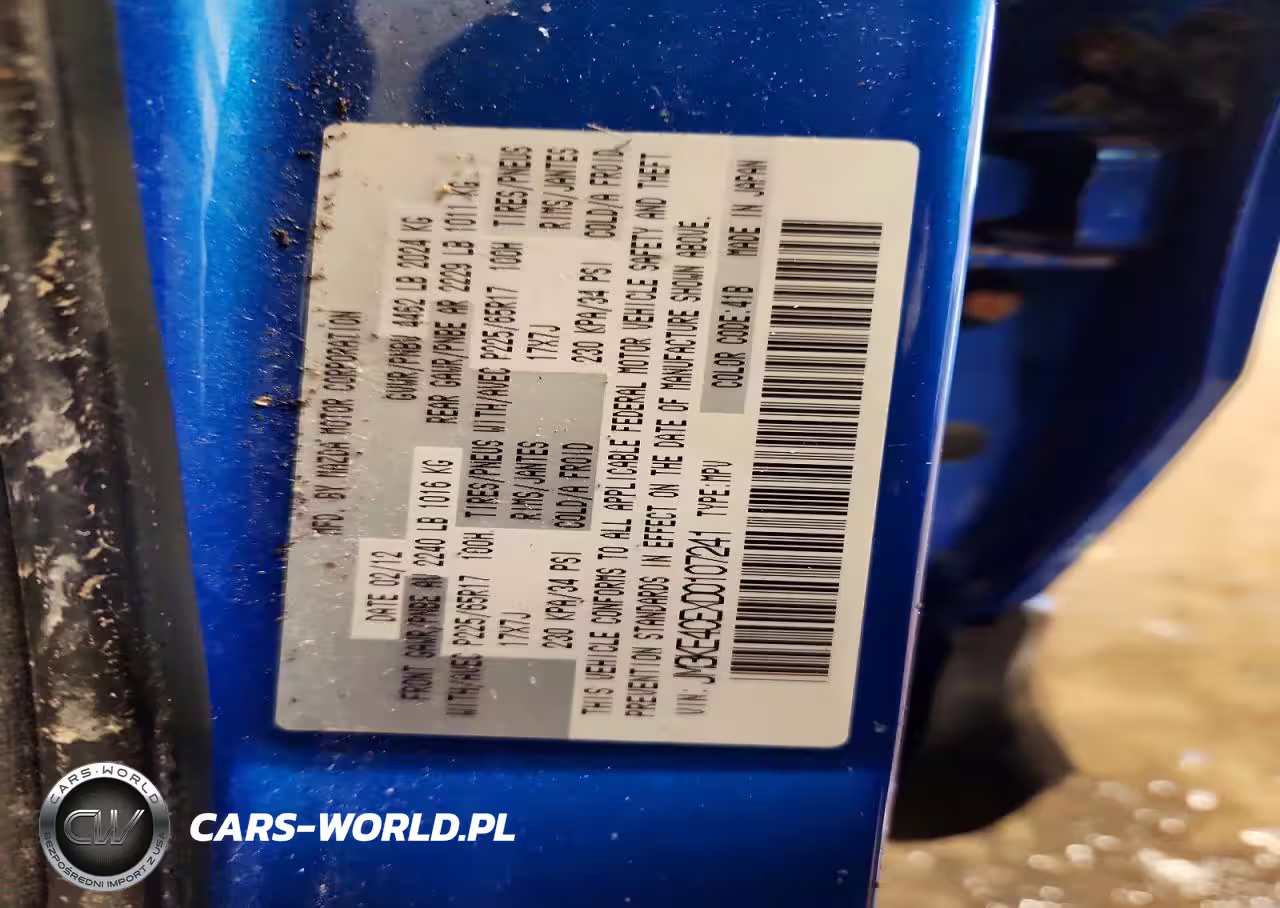 MFD. BY MAZDA MOTOR CORPORATION
DATE 02/12 GVWR/PNBV 4462 LB 2024 KG
FRONT GAWR/PNBE AV 2240 LB 1016 KG REAR GAWR/PNBE AR 2229 LB 1011 KG
WITH/AVEC P225/65R17 100H TIRES/PNEUS WITH/AVEC P225/65R17 100H TIRES/PNEUS
17X7J RIMS/JANTES 17X7J RIMS/JANTES
230 KPA/34 PSI COLD/A FROID 230 KPA/34 PSI COLD/A FROID
THIS VEHICLE CONFORMS TO ALL APPLICABLE FEDERAL MOTOR VEHICLE SAFETY AND THEFT
PREVENTION STANDARDS IN EFFECT ON THE DATE OF MANUFACTURE SHOWN ABOVE.
VIN: JM3KE4CEXD0107241 TYPE:MPV COLOR CODE:41B MADE IN JAPAN
CARS-WORLD
CW
BEZPOŚREDNI IMPORT Z USA
CARS-WORLD.PL